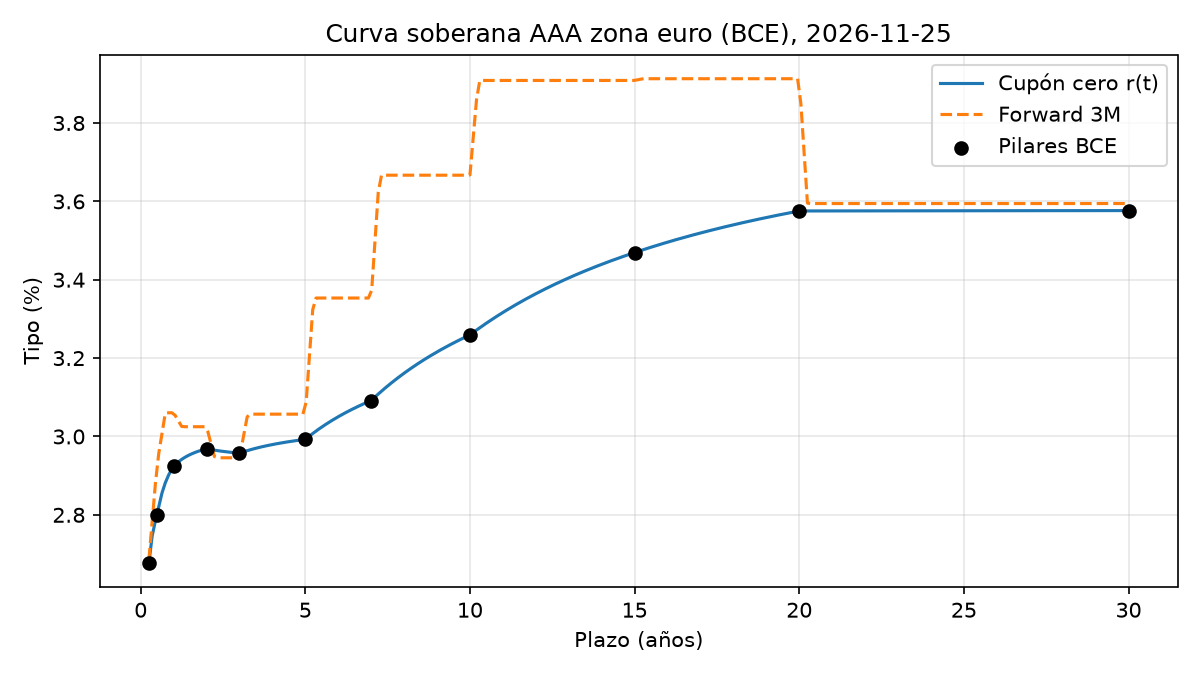 Curva soberana AAA zona euro (BCE), 2026-11-25
Cupón cero r(t)
Forward 3M
Pilares BCE
Tipo (%)
3.8
3.6
3.4
3.2
3.0
2.8
0 5 10 15 20 25 30
Plazo (años)